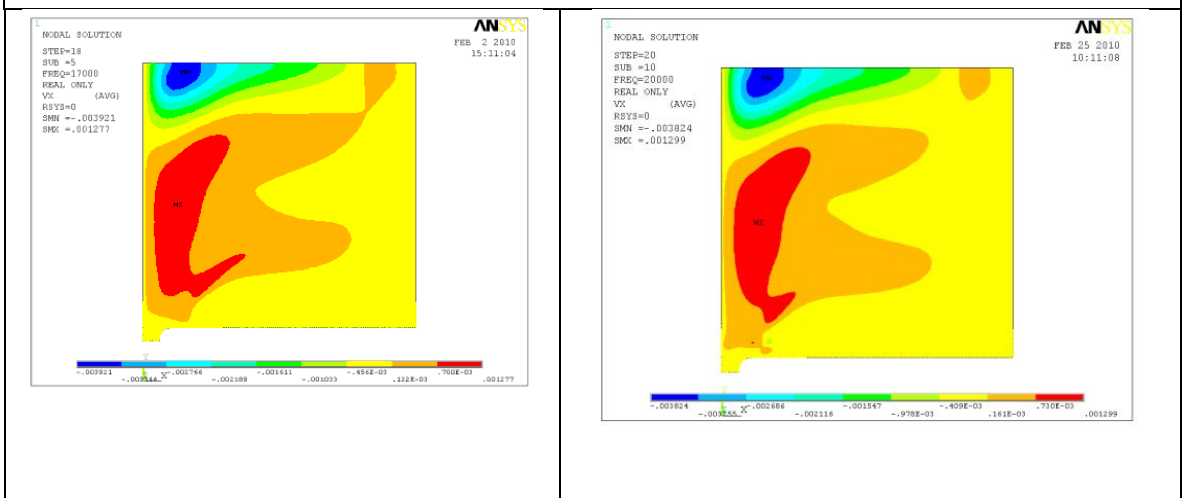 1
ANSYS
NODAL SOLUTION
FEB 2 2010
15:11:04
STEP=18
SUB =5
FREQ=17000
REAL ONLY
VX (AVG)
RSYS=0
SMN =-.003921
SMX =.001277
MX
Y
X
-.003921
-.002766
-.002189
-.001611
-.001033
-.456E-03
.122E-03
.700E-03
.001277
1
ANSYS
NODAL SOLUTION
FEB 25 2010
10:11:08
STEP=20
SUB =10
FREQ=20000
REAL ONLY
VX (AVG)
RSYS=0
SMN =-.003824
SMX =.001299
MX
X
-.003824
-.003255
-.002686
-.002116
-.001547
-.978E-03
-.409E-03
.161E-03
.730E-03
.001299